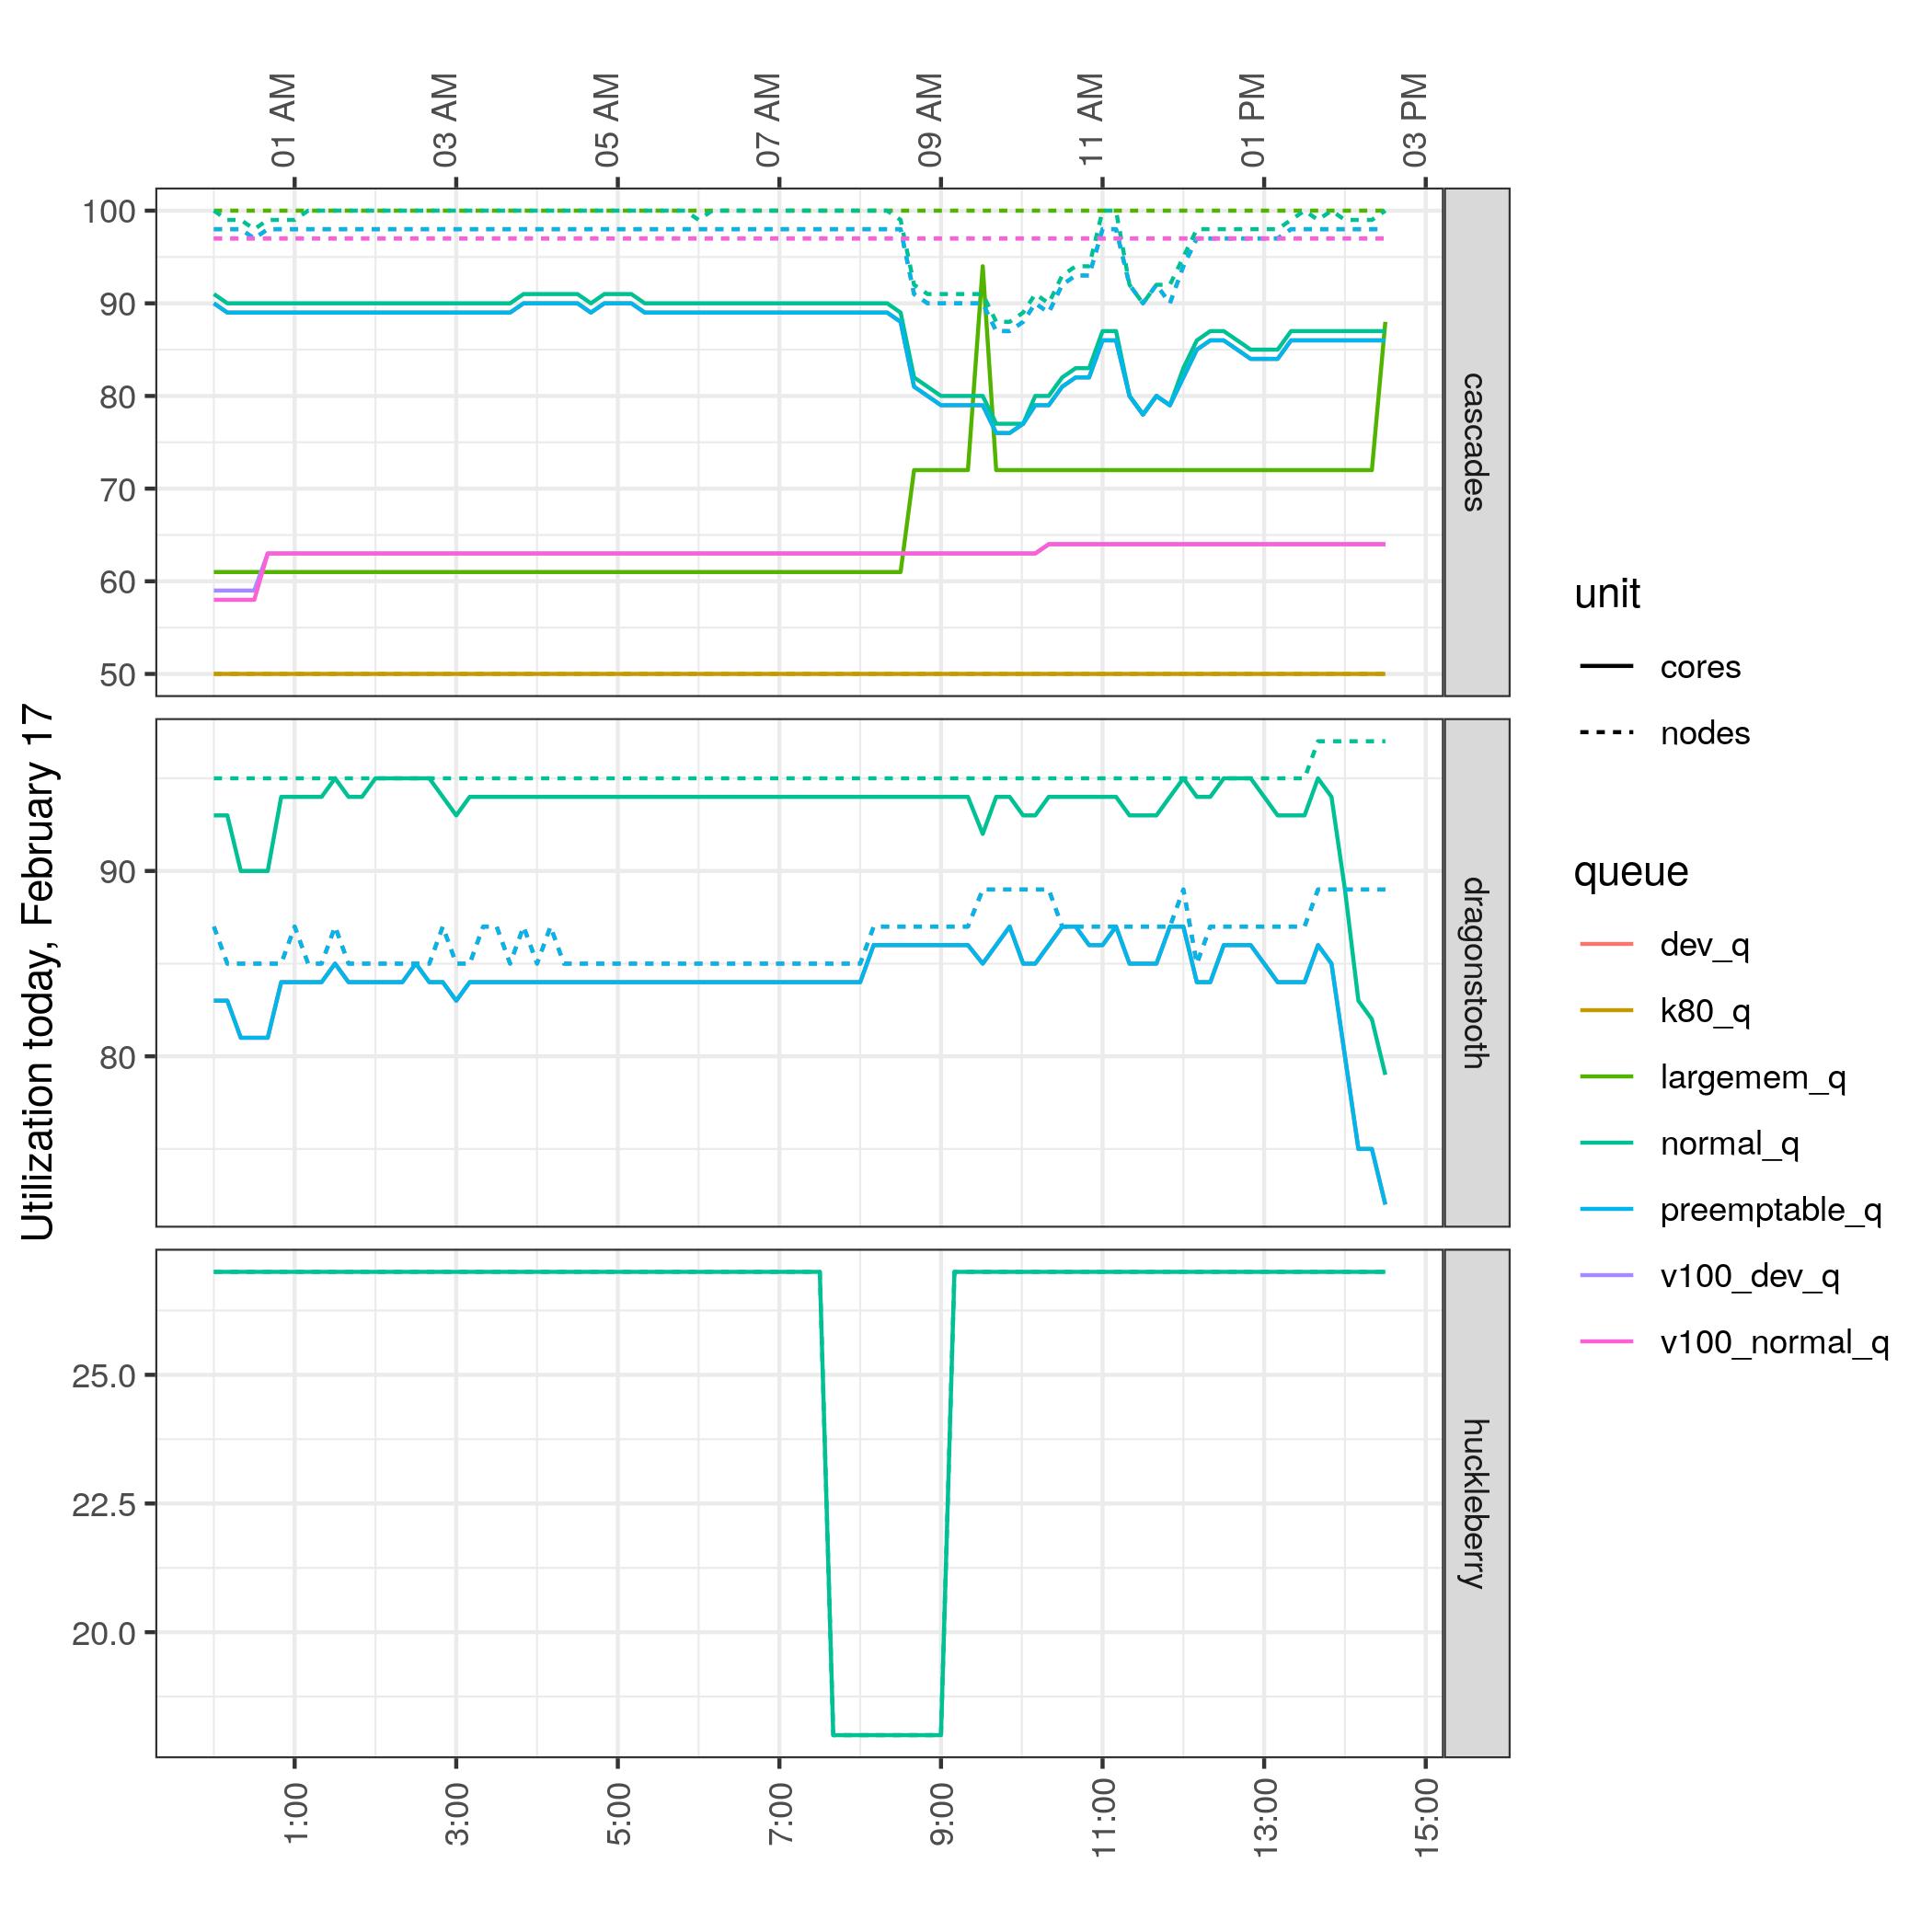 01 AM
03 AM
05 AM
07 AM
09 AM
11 AM
01 PM
03 PM
Utilization today, February 17
100
90
80
70
60
50
cascades
90
80
dragonstooth
25.0
22.5
20.0
huckleberry
1:00
3:00
5:00
7:00
9:00
11:00
13:00
15:00
unit
cores
nodes
queue
dev_q
k80_q
largemem_q
normal_q
preemptable_q
v100_dev_q
v100_normal_q